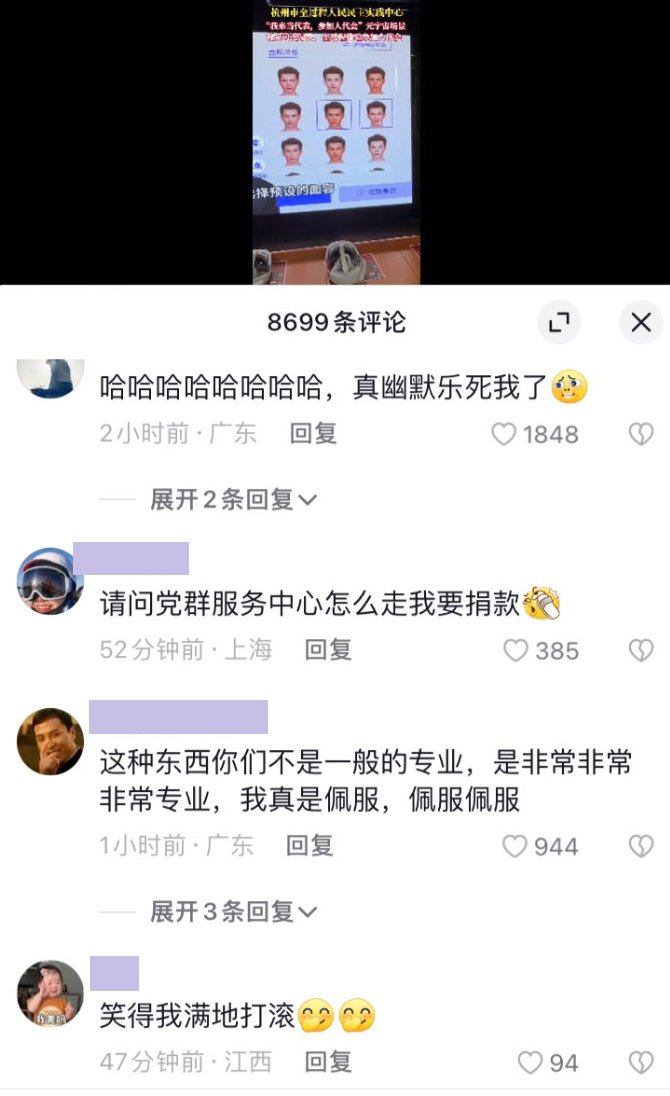 杭州市全过程人民民主实践中心
“我来当代表,参加人代会”元宇宙场景
择预设的面容
8699条评论
哈哈哈哈哈哈哈哈，真幽默乐死我了
2小时前·广东 回复 1848
展开2条回复
请问党群服务中心怎么走我要捐款
52分钟前·上海 回复 385
这种东西你们不是一般的专业，是非常非常
非常专业，我真是佩服，佩服佩服
1小时前·广东 回复 944
展开3条回复
笑得我满地打滚
47分钟前·江西 回复 94